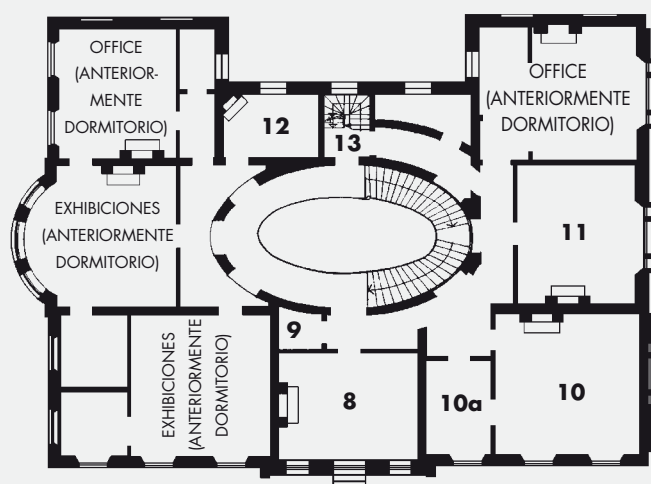 OFFICE
(ANTERIOR-
MENTE
DORMITORIO)
OFFICE
(ANTERIORMENTE
DORMITORIO)
12
13
EXHIBICIONES
(ANTERIORMENTE
DORMITORIO)
11
9
EXHIBICIONES
(ANTERIORMENTE
DORMITORIO)
8
10a
10